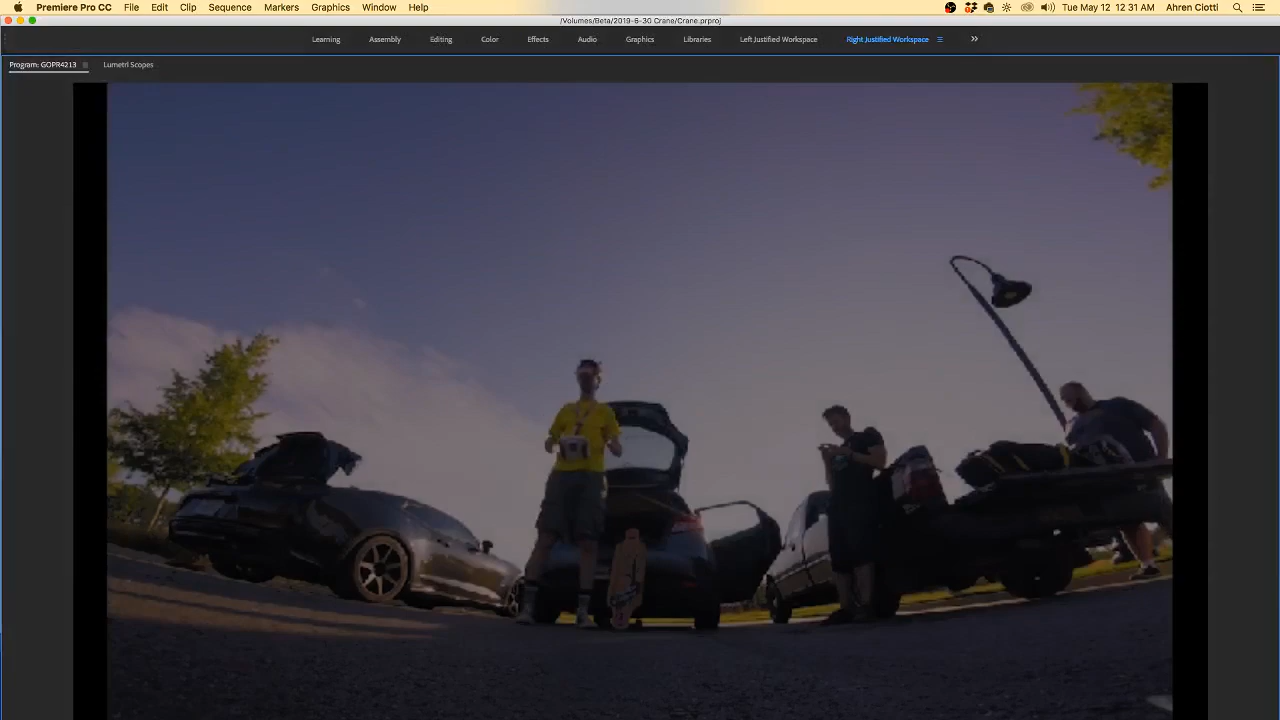 Premiere Pro CC File Edit Clip Sequence Markers Graphics Window Help Tue May 12 12:31 AM Ahren Ciotti
/Volumes/Beta/2019-6-30 Crane/Crane.prproj
Learning Assembly Editing Color Effects Audio Graphics Libraries Left Justified Workspace Right Justified Workspace
Program: GOPR4213 Lumetri Scopes